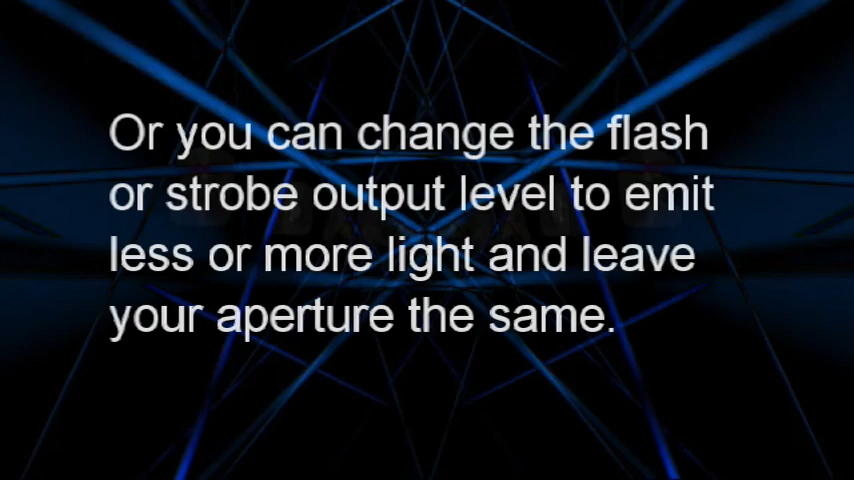 Or you can change the flash
or strobe output level to emit
less or more light and leave
your aperture the same.